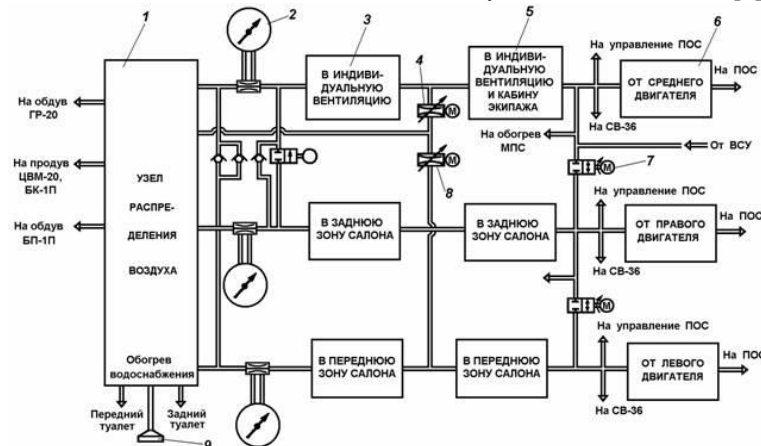 1
2
3
4
5
6
7
8
9
На обдув
ГР-20
На продув
ЦВМ-20,
БК-1П
На обдув
БП-1П
УЗЕЛ
РАСПРЕ-
ДЕЛЕНИЯ
ВОЗДУХА
Обогрев
водоснабжения
Передний
туалет
Задний
туалет
В ИНДИВИ-
ДУАЛЬНУЮ
ВЕНТИЛЯЦИЮ
В ИНДИВИ-
ДУАЛЬНУЮ
ВЕНТИЛЯЦИЮ
И КАБИНУ
ЭКИПАЖА
М
М
На управление ПОС
ОТ СРЕДНЕГО
ДВИГАТЕЛЯ
На ПОС
На СВ-36
На обогрев
МПС
От ВСУ
М
В ЗАДНЮЮ
ЗОНУ САЛОНА
В ЗАДНЮЮ
ЗОНУ САЛОНА
На управление ПОС
ОТ ПРАВОГО
ДВИГАТЕЛЯ
На ПОС
На СВ-36
М
В ПЕРЕДНЮЮ
ЗОНУ САЛОНА
В ПЕРЕДНЮЮ
ЗОНУ САЛОНА
На управление ПОС
ОТ ЛЕВОГО
ДВИГАТЕЛЯ
На ПОС
На СВ-36